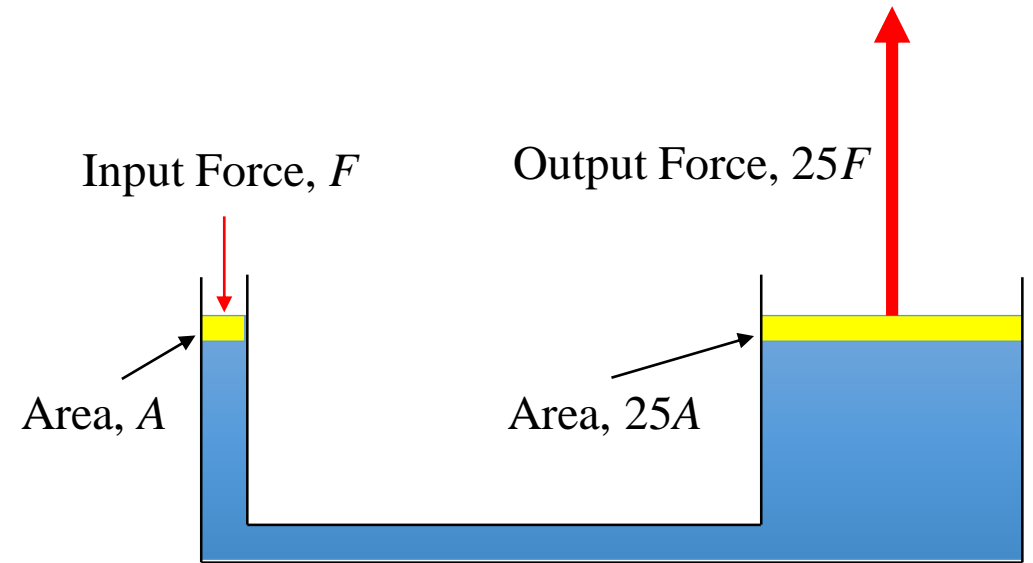 Input Force, F
Output Force, 25F
Area, A
Area, 25A